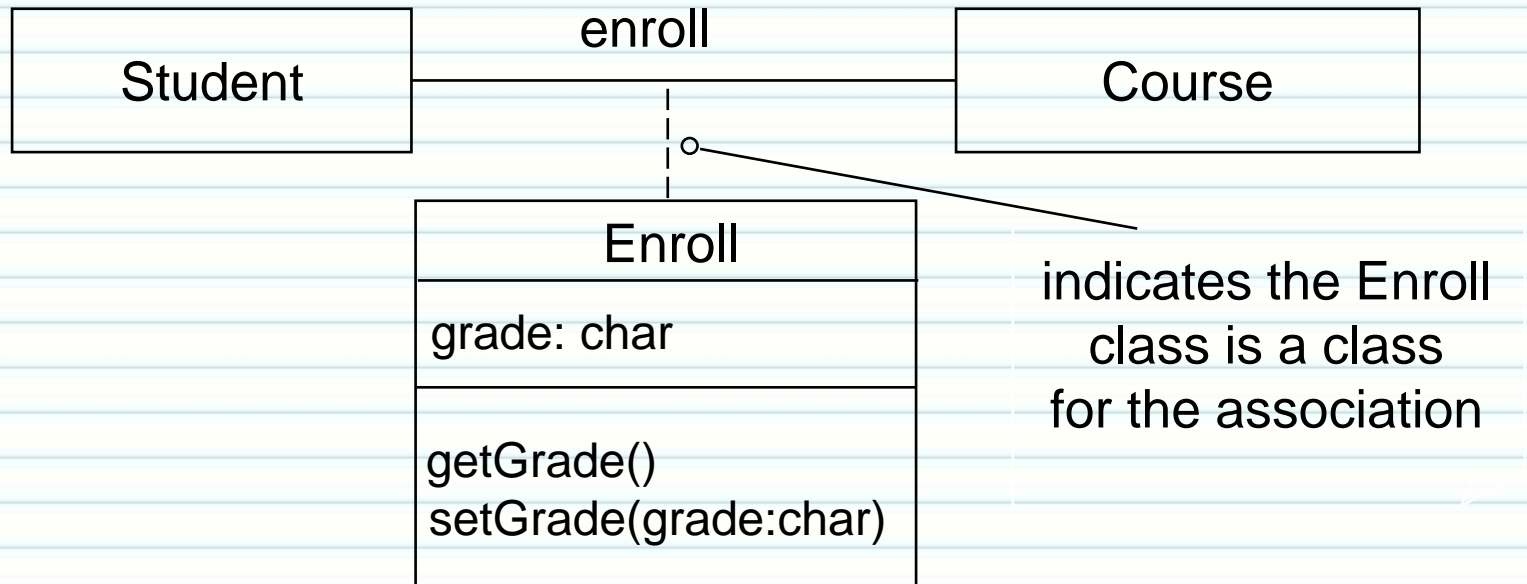 enroll
Student
Course
Enroll
grade: char
getGrade()
setGrade(grade:char)
indicates the Enroll
class is a class
for the association